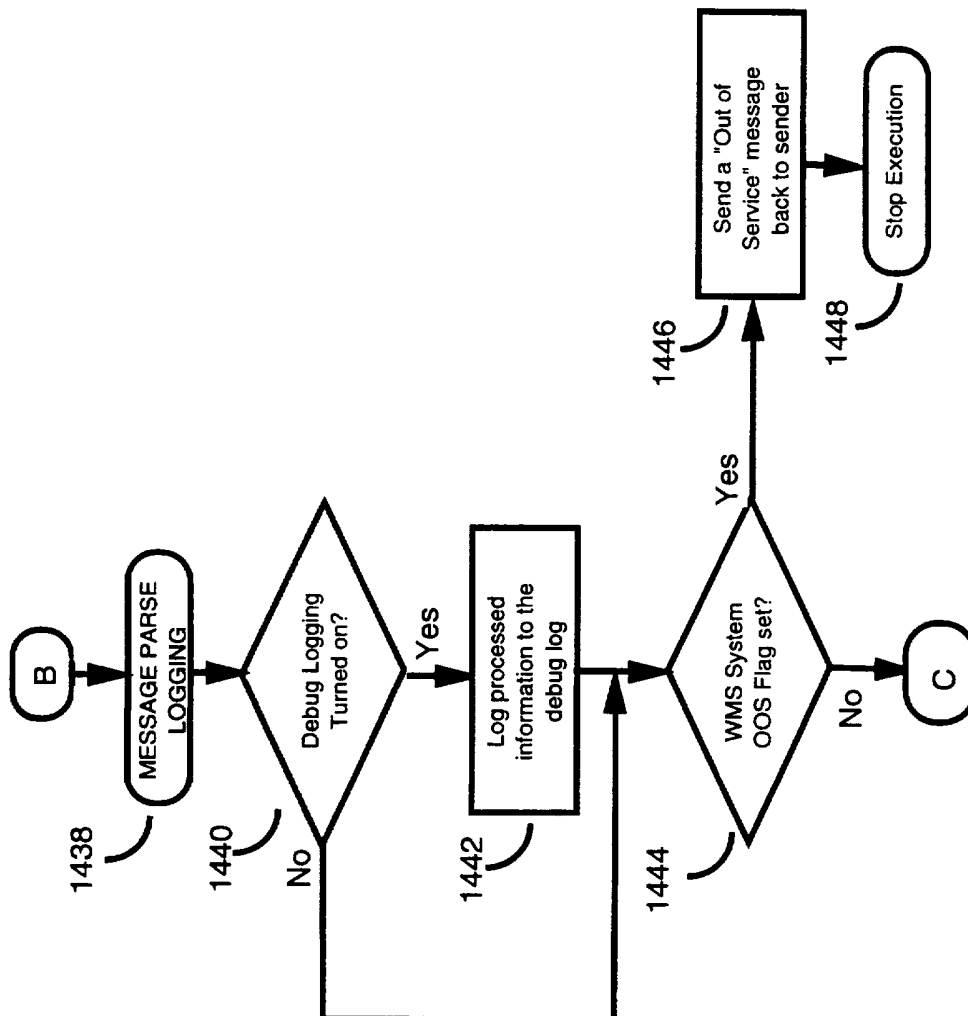 B
MESSAGE PARSE
LOGGING
1438
Debug Logging
Turned on?
1440
No
Yes
Log processed
information to the
debug log
1442
WMS System
OOS Flag set?
1444
Yes
No
Send a "Out of
Service" message
back to sender
1446
Stop Execution
1448
C